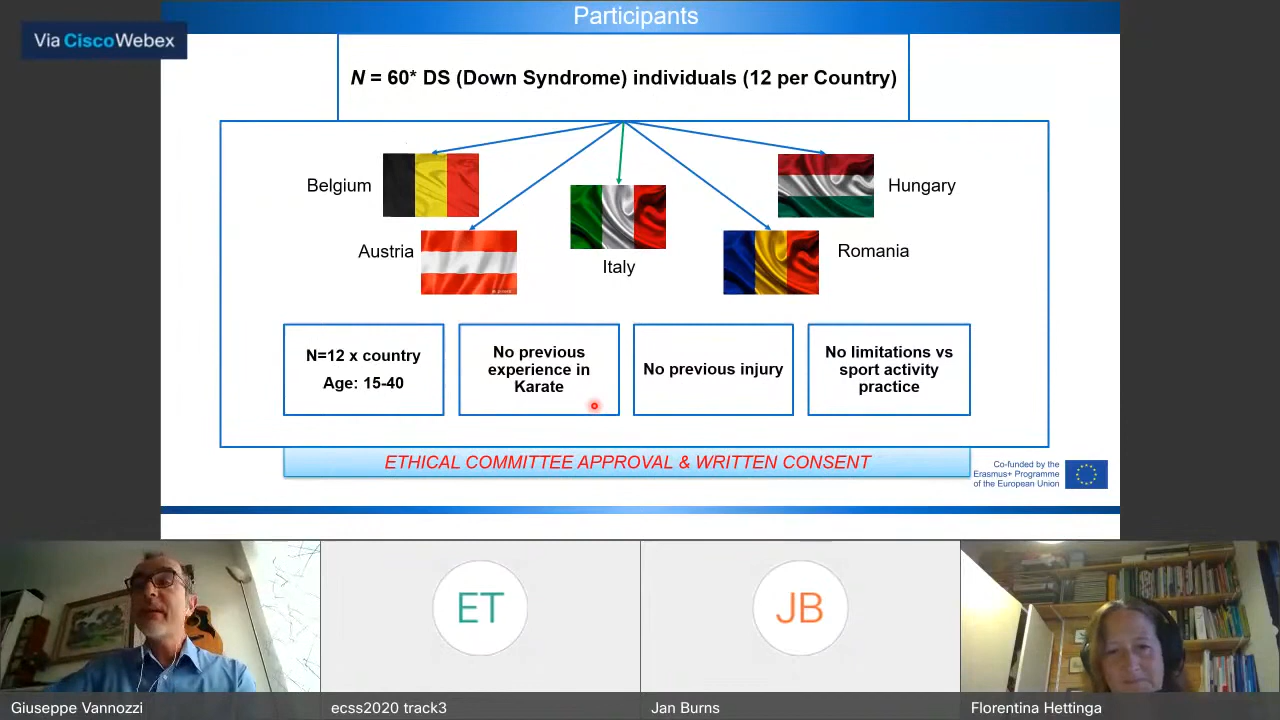 Participants
Via CiscoWebex
N = 60* DS (Down Syndrome) individuals (12 per Country)
Belgium
Hungary
Austria
Italy
Romania
N=12 x country
Age: 15-40
No previous
experience in
Karate
No previous injury
No limitations vs
sport activity
practice
ETHICAL COMMITTEE APPROVAL & WRITTEN CONSENT
Co-funded by the
Erasmus+ Programme
of the European Union
ET
JB
Giuseppe Vannozzi
ecss2020 track3
Jan Burns
Florentina Hettinga